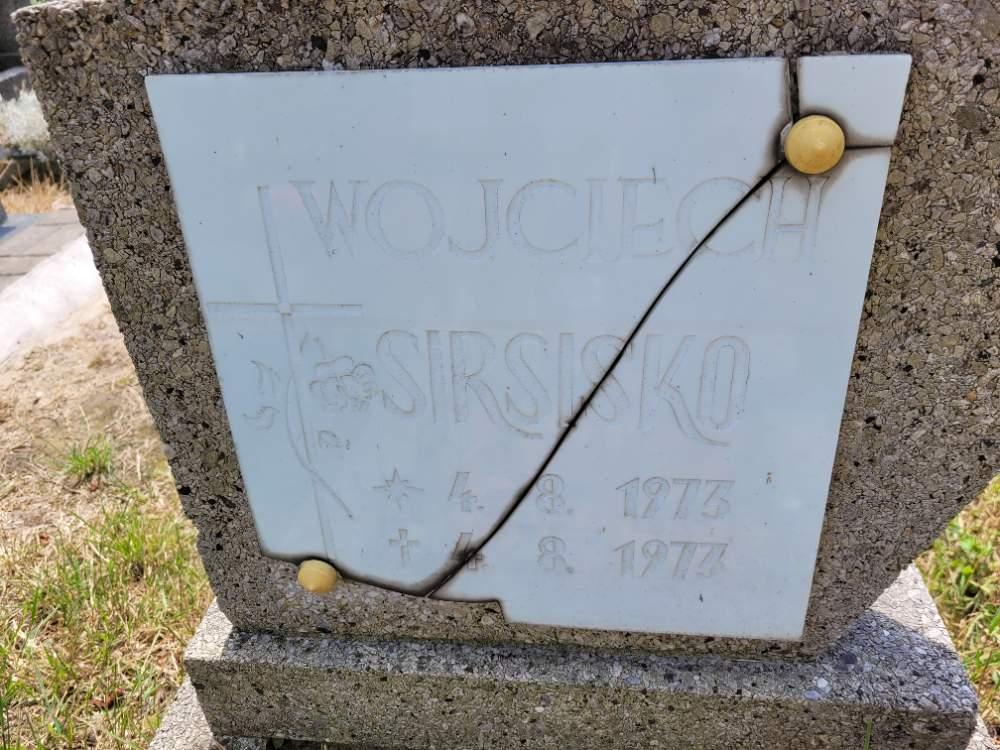 WOJCIECH
SIRSISKO
* 4. 8. 1973
† 4. 8. 1973